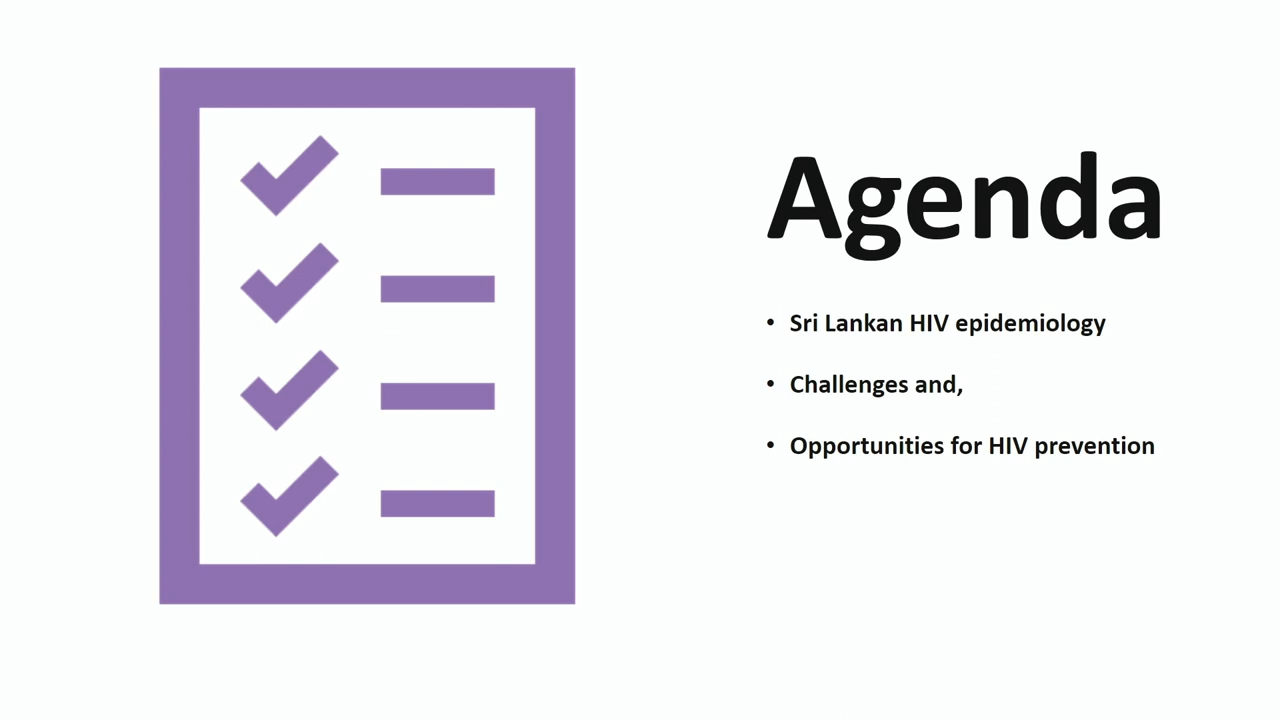 Agenda
• Sri Lankan HIV epidemiology
• Challenges and,
• Opportunities for HIV prevention